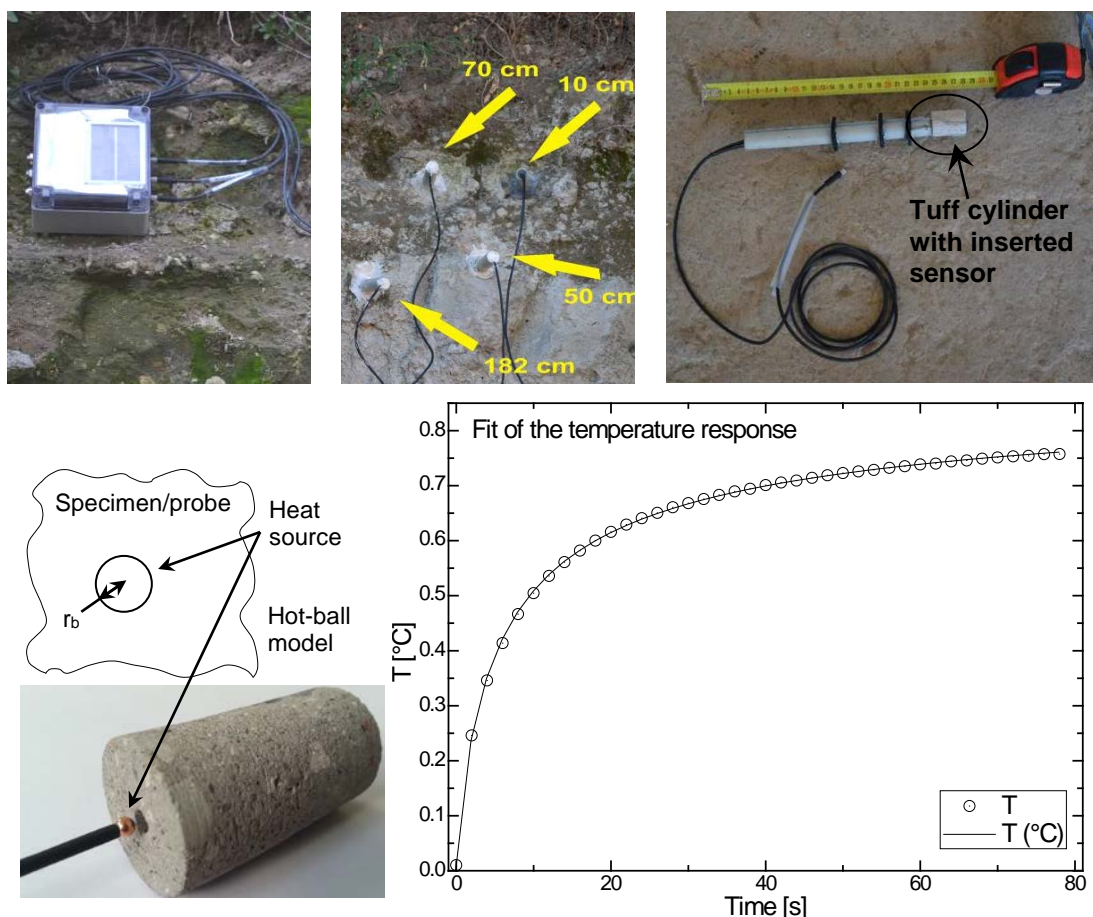 70 cm
10 cm
50 cm
182 cm
Tuff cylinder
with inserted
sensor
Specimen/probe
Heat
source
rb
Hot-ball
model
Fit of the temperature response
T [°C]
0.8
0.7
0.6
0.5
0.4
0.3
0.2
0.1
0.0
0
20
40
60
80
Time [s]
T
T (°C)